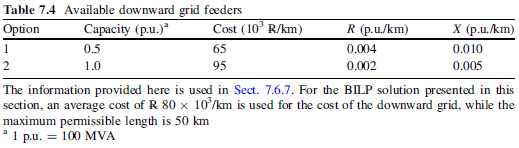 Table 7.4 Available downward grid feeders
Option Capacity (p.u.)a Cost (10³ R/km) R (p.u./km) X (p.u./km)
1 0.5 65 0.004 0.010
2 1.0 95 0.002 0.005
The information provided here is used in Sect. 7.6.7. For the BILP solution presented in this
section, an average cost of R 80 × 10³/km is used for the cost of the downward grid, while the
maximum permissible length is 50 km
a 1 p.u. = 100 MVA